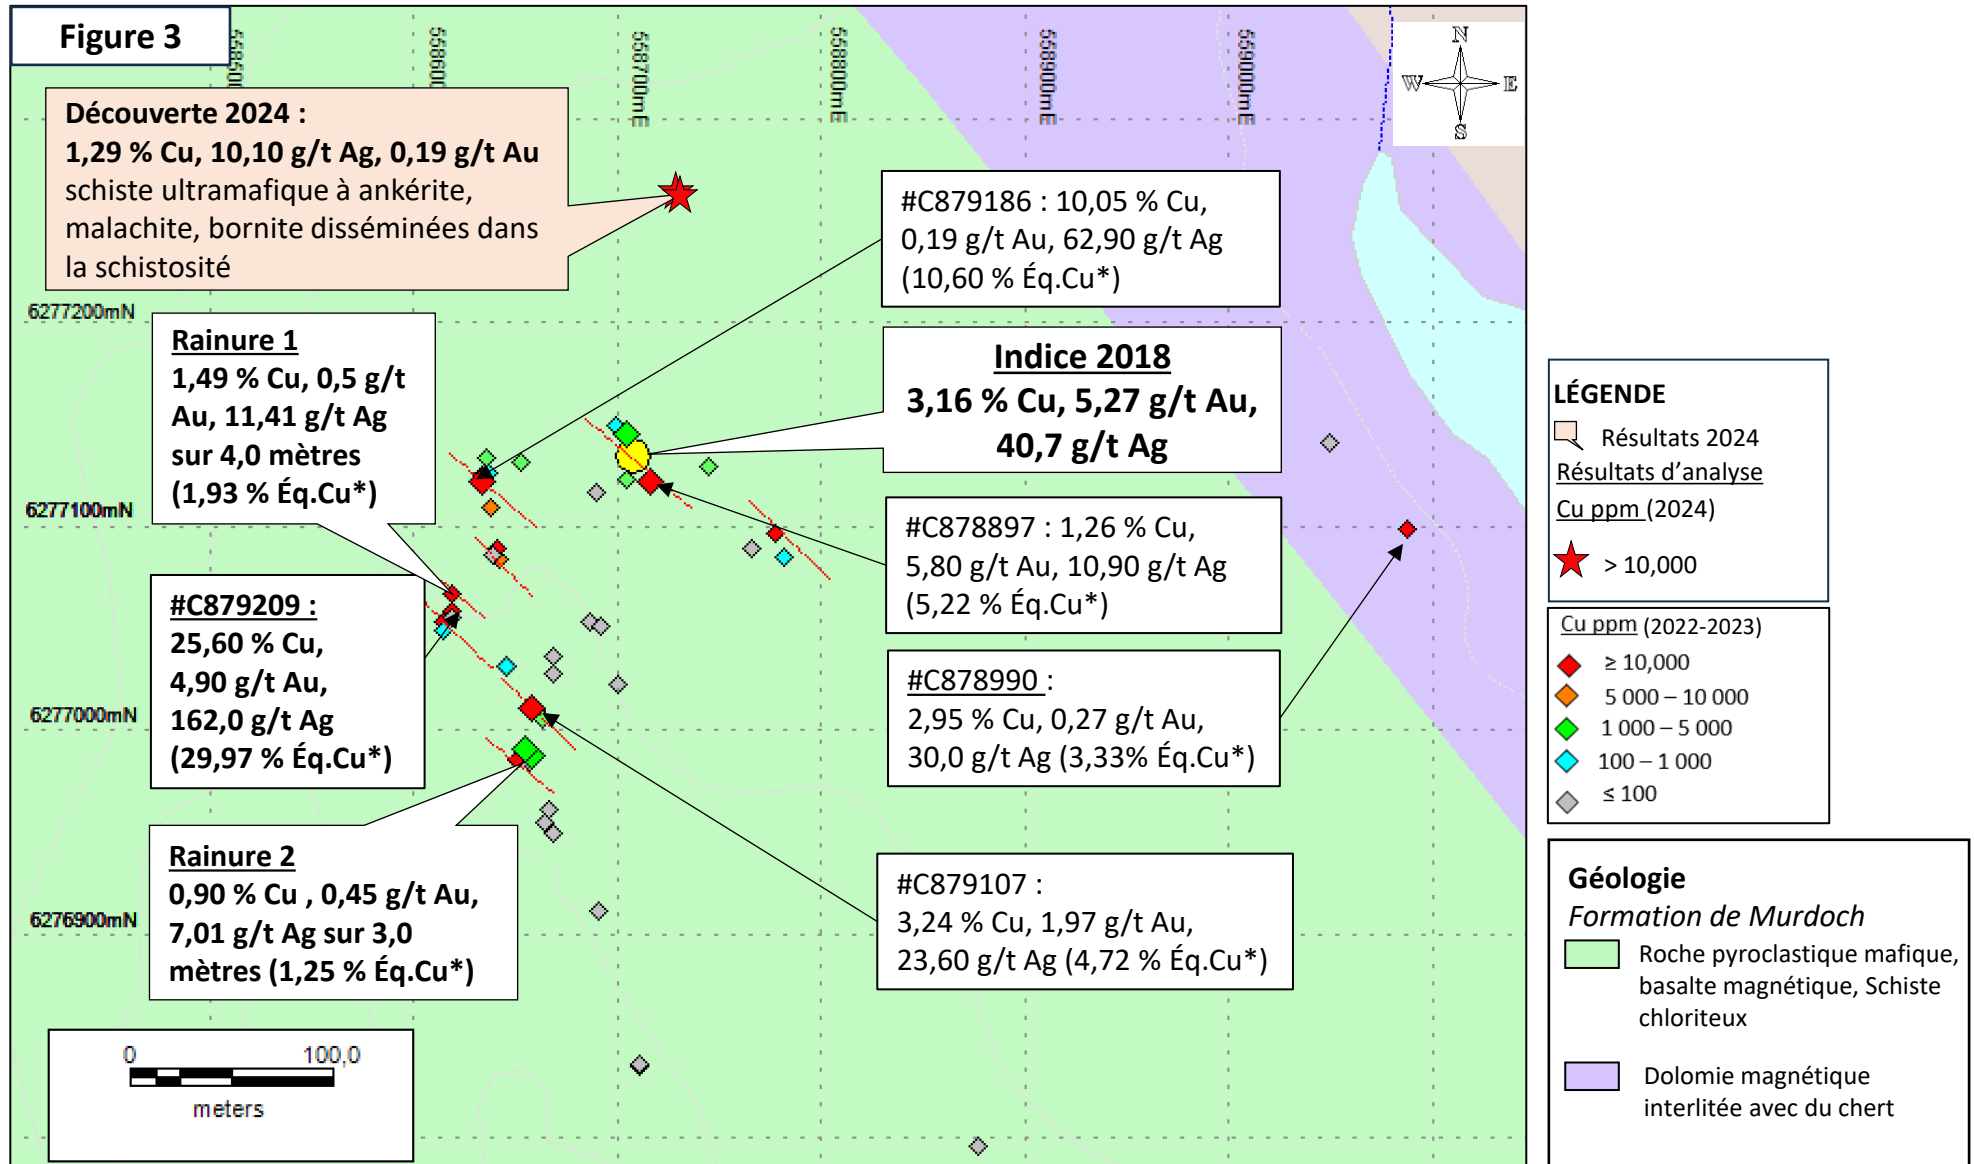 Figure 3
558600
558700mE
558800mE
558900mE
559000mE
N
W
E
S
Découverte 2024 :
1,29 % Cu, 10,10 g/t Ag, 0,19 g/t Au
schiste ultramafique à ankérite,
malachite, bornite disséminées dans
la schistosité
#C879186 : 10,05 % Cu,
0,19 g/t Au, 62,90 g/t Ag
(10,60 % Éq.Cu*)
6277200mN
Rainure 1
1,49 % Cu, 0,5 g/t
Au, 11,41 g/t Ag
sur 4,0 mètres
(1,93 % Éq.Cu*)
Indice 2018
3,16 % Cu, 5,27 g/t Au,
40,7 g/t Ag
6277100mN
#C878897 : 1,26 % Cu,
5,80 g/t Au, 10,90 g/t Ag
(5,22 % Éq.Cu*)
#C879209 :
25,60 % Cu,
4,90 g/t Au,
162,0 g/t Ag
(29,97 % Éq.Cu*)
6277000mN
#C878990 :
2,95 % Cu, 0,27 g/t Au,
30,0 g/t Ag (3,33% Éq.Cu*)
Rainure 2
0,90 % Cu , 0,45 g/t Au,
7,01 g/t Ag sur 3,0
mètres (1,25 % Éq.Cu*)
6276900mN
#C879107 :
3,24 % Cu, 1,97 g/t Au,
23,60 g/t Ag (4,72 % Éq.Cu*)
0 100,0
meters
LÉGENDE
Résultats 2024
Résultats d’analyse
Cu ppm (2024)
> 10,000
Cu ppm (2022-2023)
≥ 10,000
5 000 – 10 000
1 000 – 5 000
100 – 1 000
≤ 100
Géologie
Formation de Murdoch
Roche pyroclastique mafique,
basalte magnétique, Schiste
chloriteux
Dolomie magnétique
interlitée avec du chert